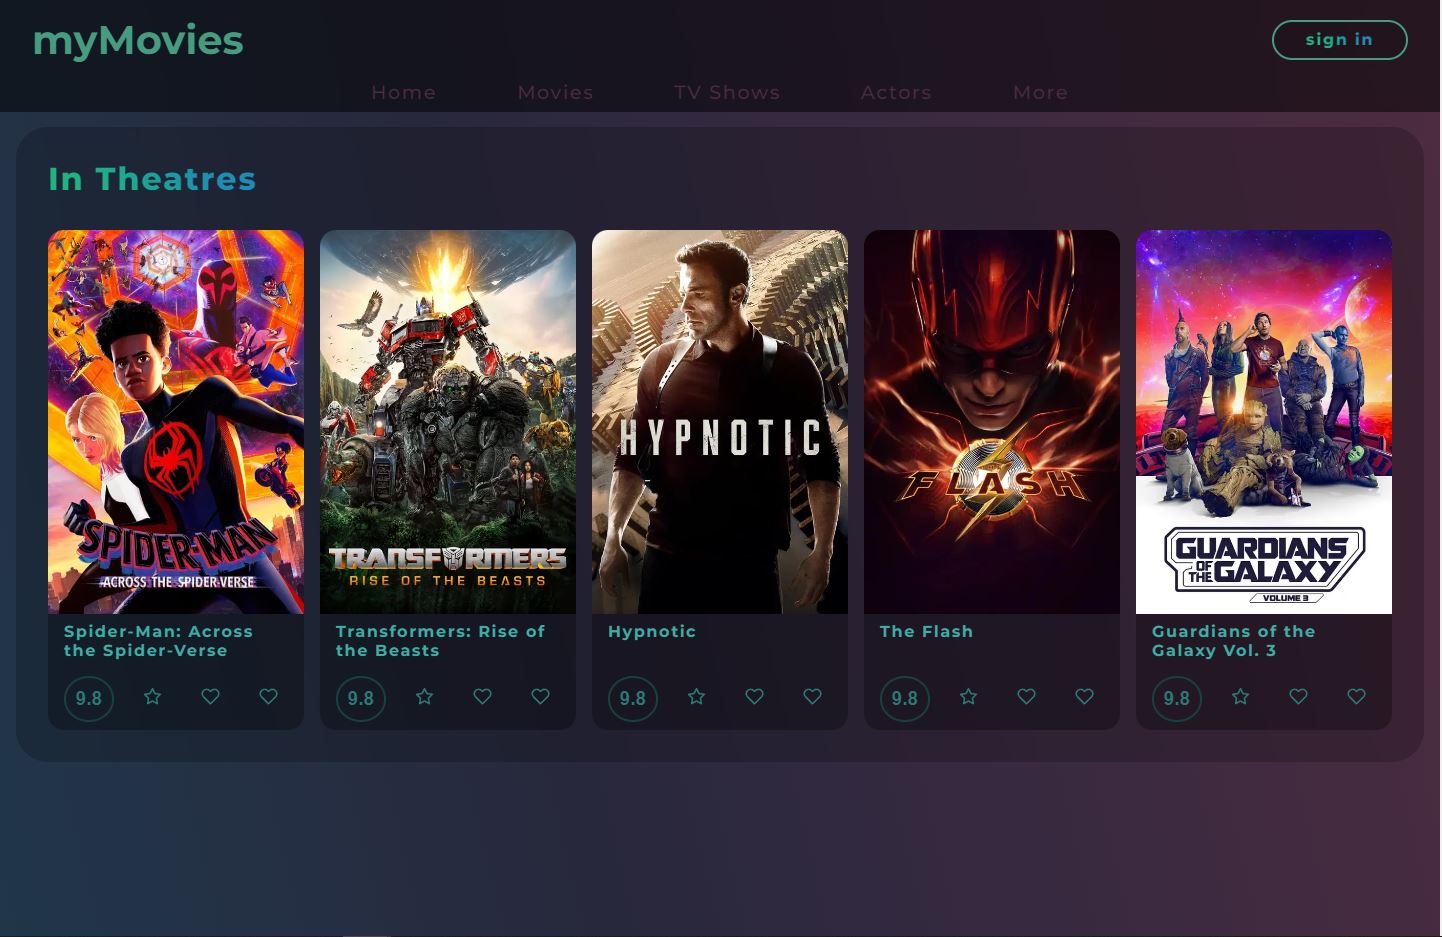 myMovies
sign in
Home Movies TV Shows Actors More
In Theatres
SPIDER-MAN
ACROSS THE SPIDER-VERSE
TRANSFORMERS
RISE OF THE BEASTS
HYPNOTIC
FLASH
GUARDIANS
OF THE GALAXY
VOLUME 3
Spider-Man: Across
the Spider-Verse
9.8
Transformers: Rise of
the Beasts
9.8
Hypnotic
9.8
The Flash
9.8
Guardians of the
Galaxy Vol. 3
9.8